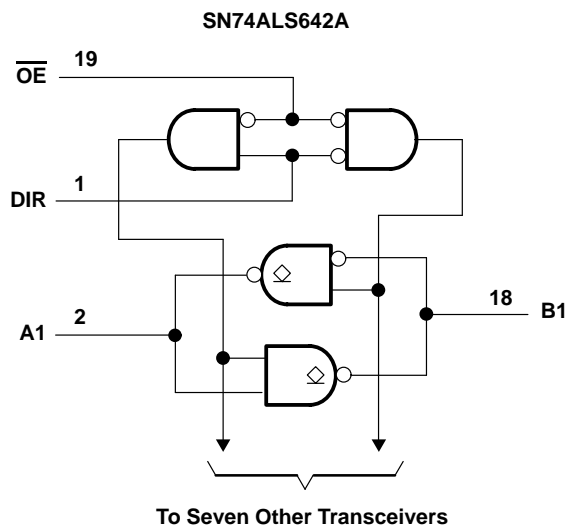 SN74ALS642A
OE 19
DIR 1
A1 2
18 B1
To Seven Other Transceivers